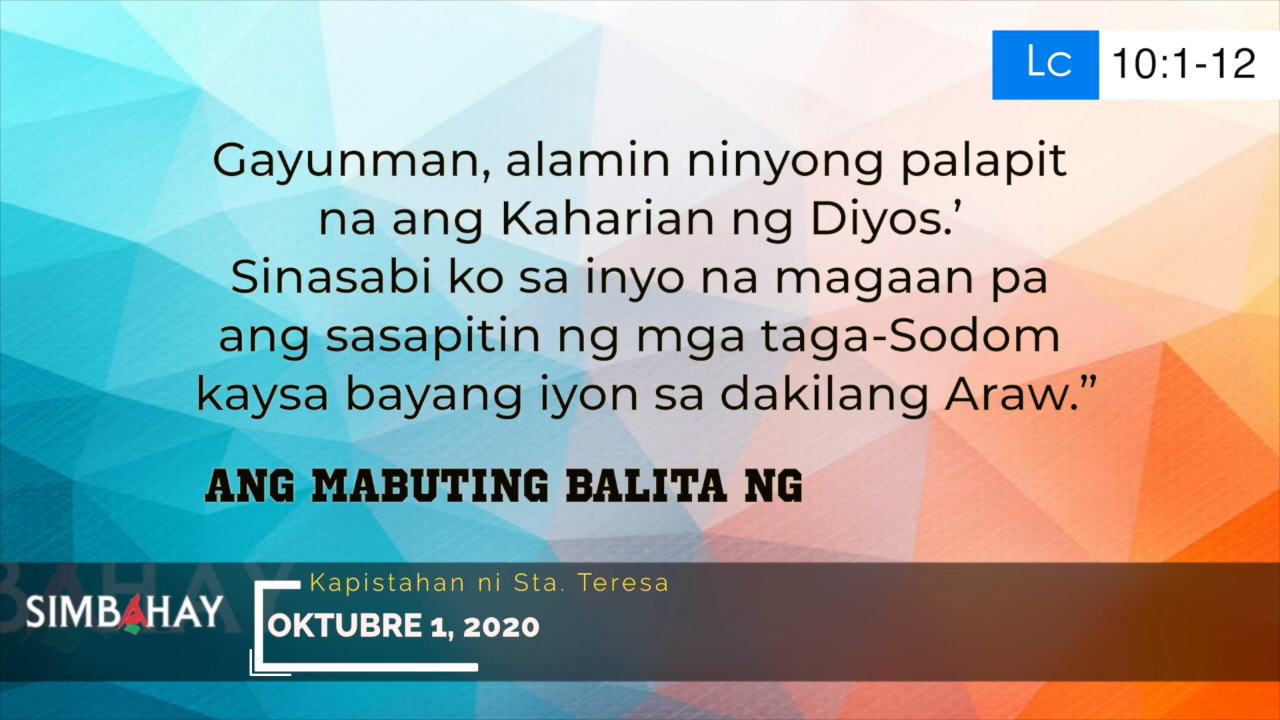 Lc 10:1-12
Gayunman, alamin ninyong palapit
na ang Kaharian ng Diyos.’
Sinasabi ko sa inyo na magaan pa
ang sasapitin ng mga taga-Sodom
kaysa bayang iyon sa dakilang Araw.”
ANG MABUTING BALITA NG
Kapistahan ni Sta. Teresa
SIMBAHAY
OKTUBRE 1, 2020